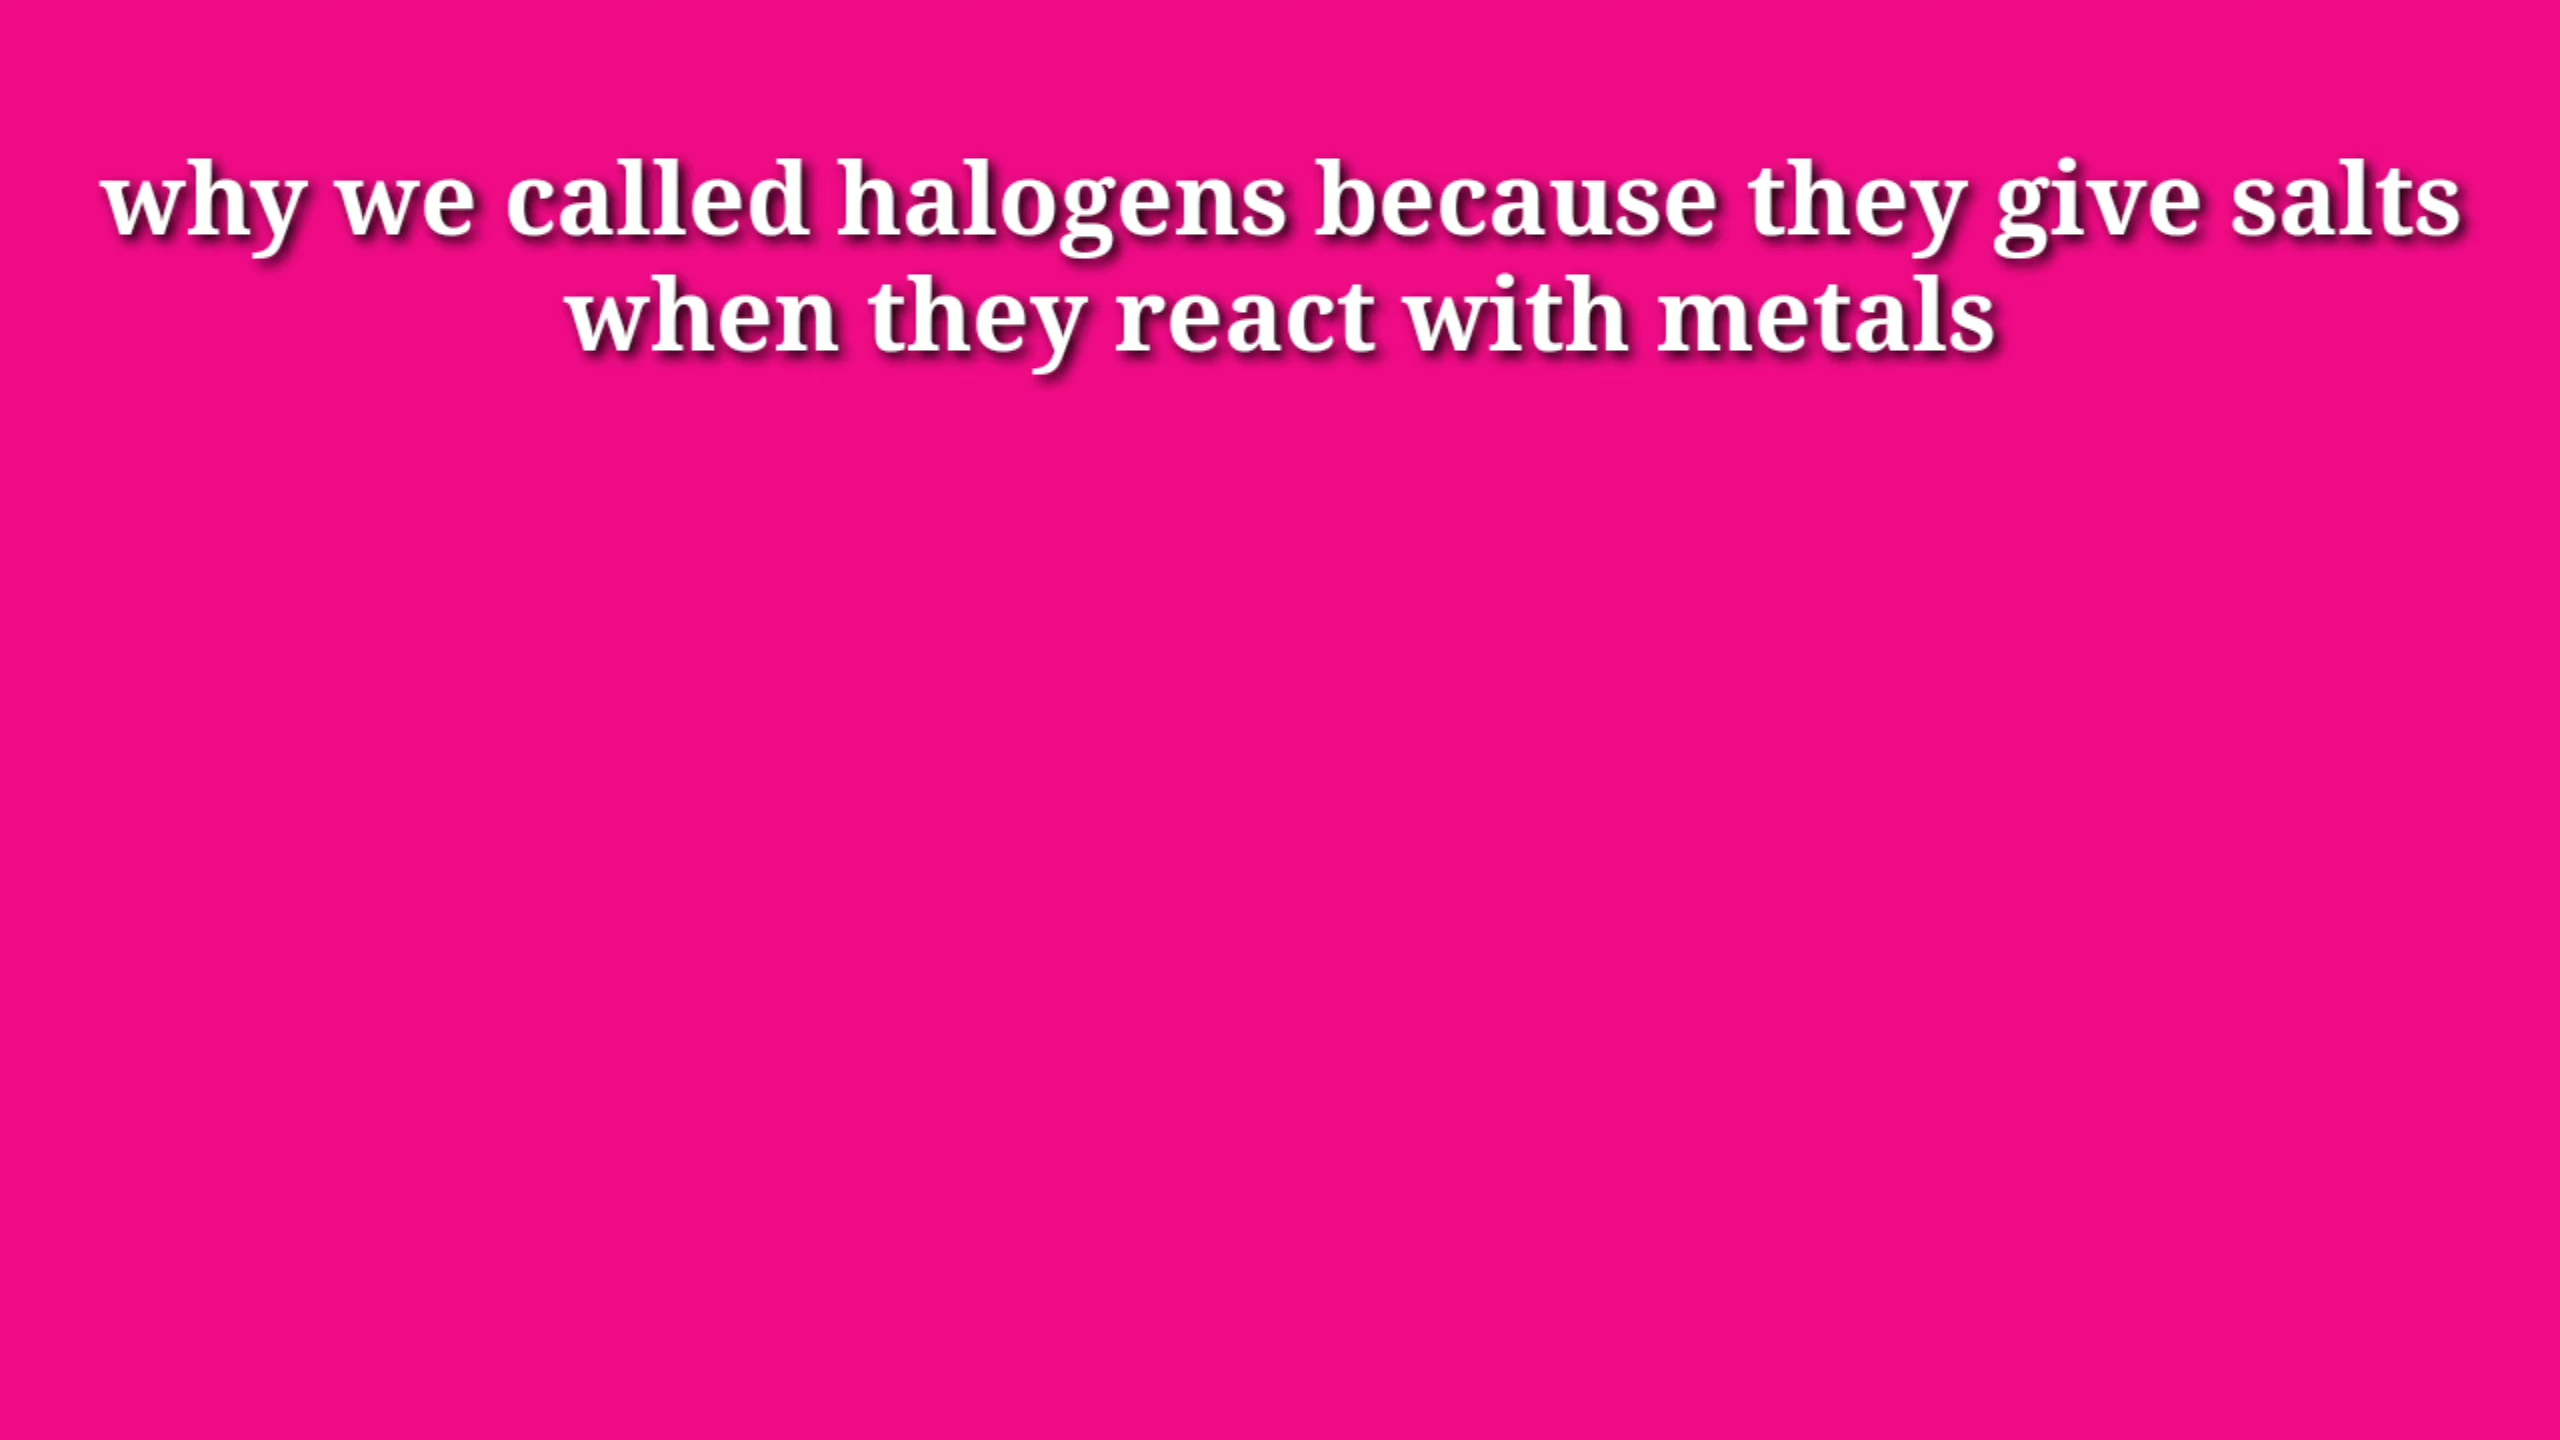 why we called halogens because they give salts
when they react with metals